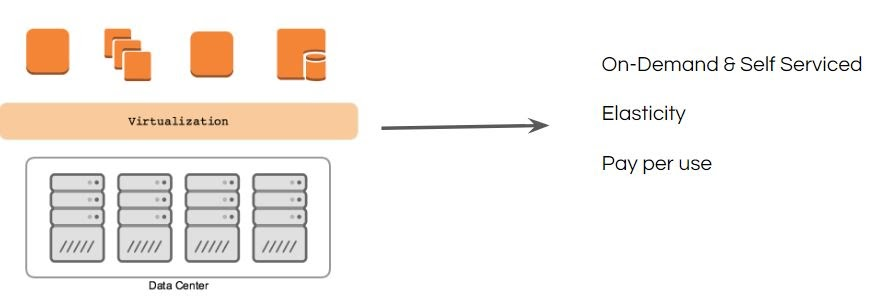 Virtualization
Data Center
On-Demand & Self Serviced
Elasticity
Pay per use